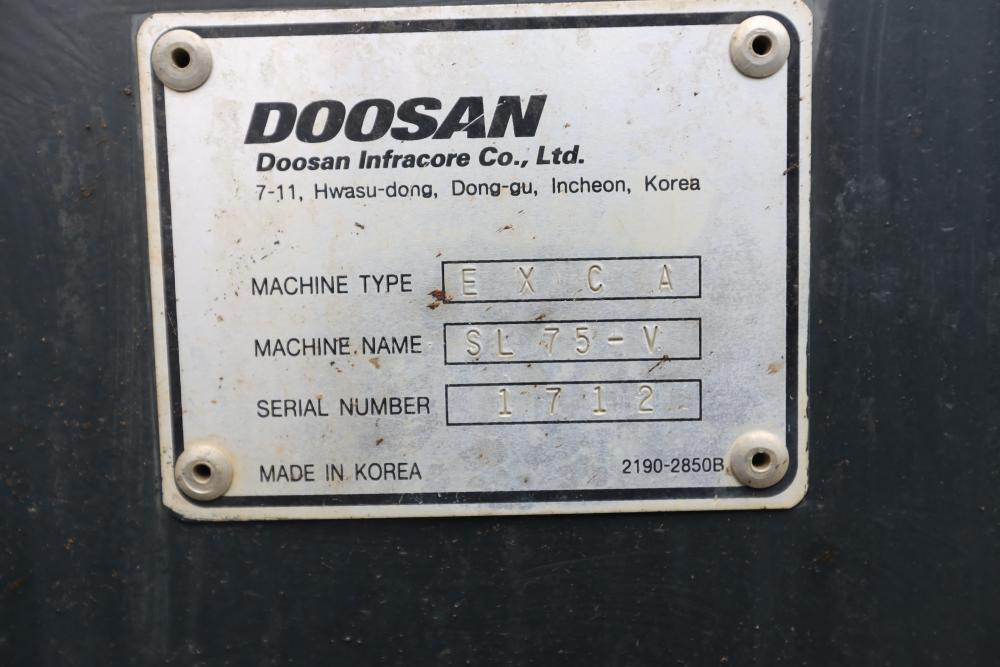 DOOSAN
Doosan Infracore Co., Ltd.
7-11, Hwasu-dong, Dong-gu, Incheon, Korea
MACHINE TYPE E X C A
MACHINE NAME SL 75-V
SERIAL NUMBER 1 7 1 2
MADE IN KOREA 2190-2850B